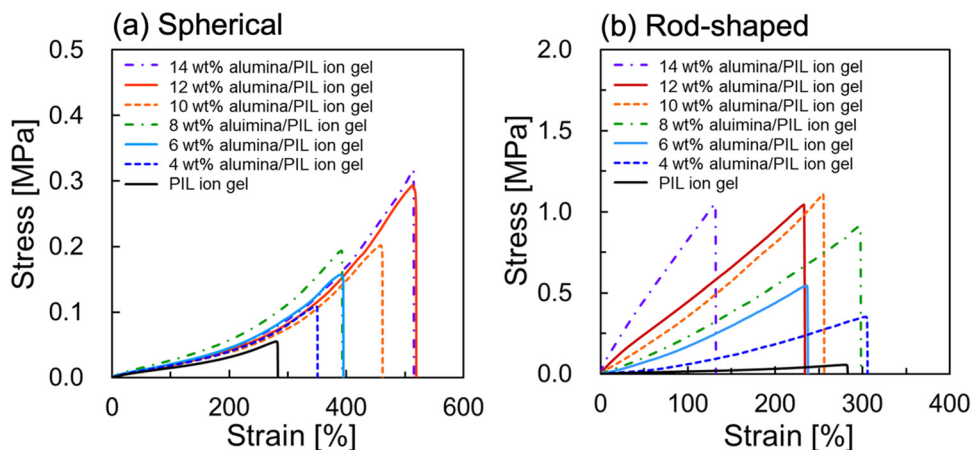 (a) Spherical
0.5
0.4
0.3
0.2
0.1
0.0
Stress [MPa]
14 wt% alumina/PIL ion gel
12 wt% alumina/PIL ion gel
10 wt% alumina/PIL ion gel
8 wt% aluimina/PIL ion gel
6 wt% alumina/PIL ion gel
4 wt% alumina/PIL ion gel
PIL ion gel
0 200 400 600
Strain [%]
(b) Rod-shaped
2.0
1.5
1.0
0.5
0.0
Stress [MPa]
14 wt% alumina/PIL ion gel
12 wt% alumina/PIL ion gel
10 wt% alumina/PIL ion gel
8 wt% aluimina/PIL ion gel
6 wt% alumina/PIL ion gel
4 wt% alumina/PIL ion gel
PIL ion gel
0 100 200 300 400
Strain [%]